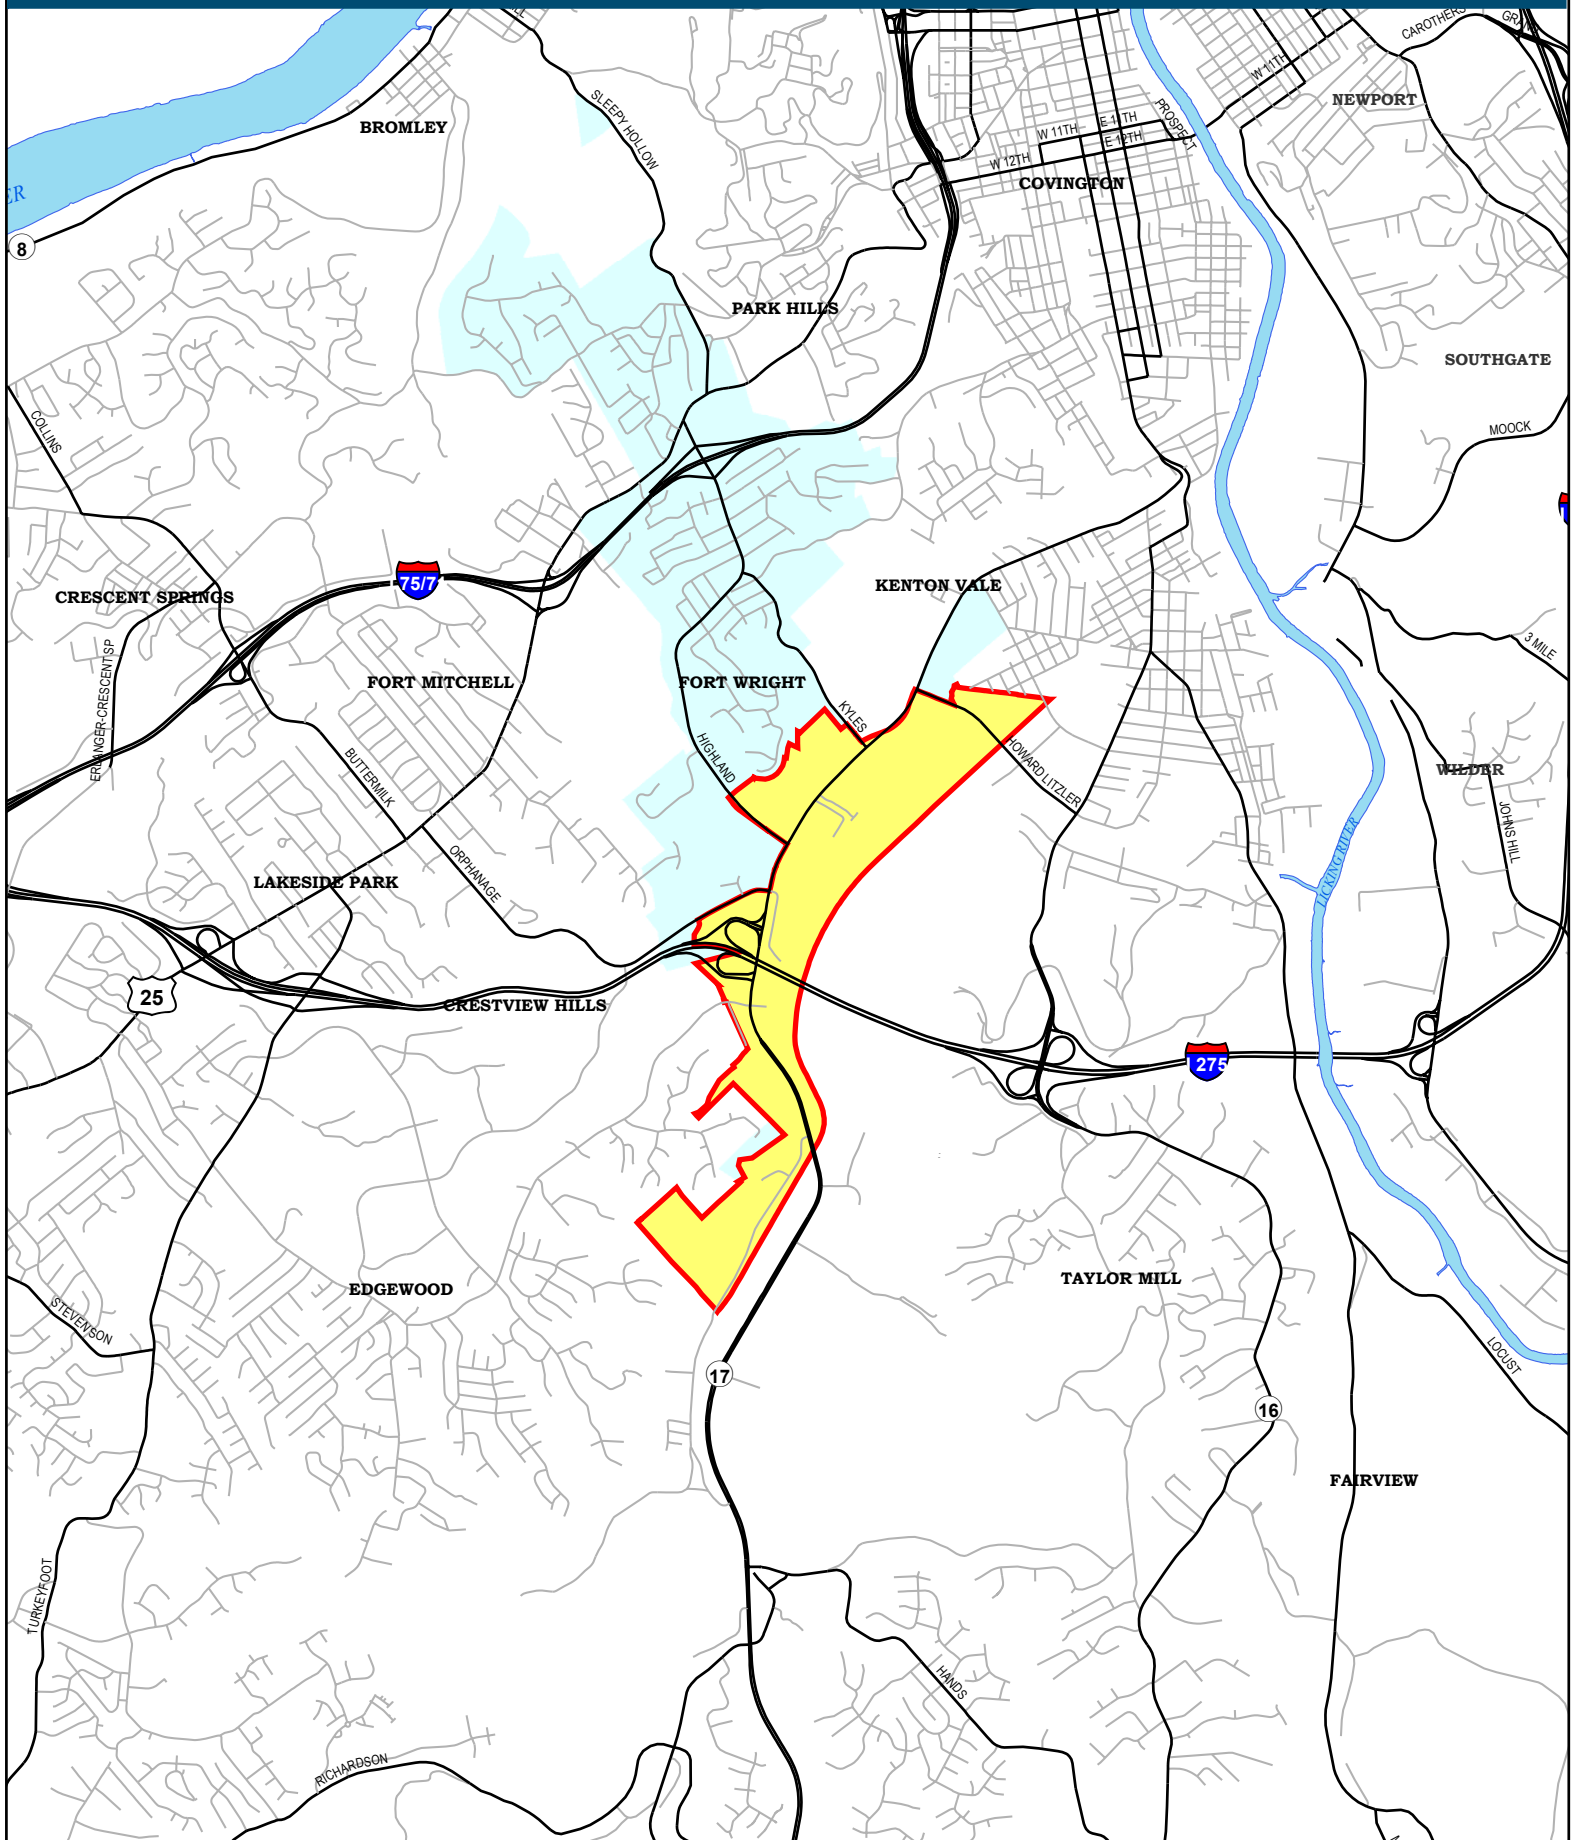 CAROTHERS
W 11TH
NEWPORT
SLEEPY HOLLOW
BROMLEY
PROSPECT
E 11TH
W 11TH
E 12TH
W 12TH
COVINGTON
ER
8
PARK HILLS
SOUTHGATE
COLLINS
MOOCK
75/7
CRESCENT SPRINGS
KENTON VALE
3 MILE
ERLANGER-CRESCENT SP
FORT MITCHELL
FORT WRIGHT
KYLES
HIGHLAND
HOWARD LITZLER
BUTTERMILK
WILDER
JOHNS HILL
ORPHANAGE
LICKING RIVER
LAKESIDE PARK
25
CRESTVIEW HILLS
275
TAYLOR MILL
EDGEWOOD
STEVENSON
LOCUST
17
16
FAIRVIEW
TURKEYFOOT
HANDS
RICHARDSON